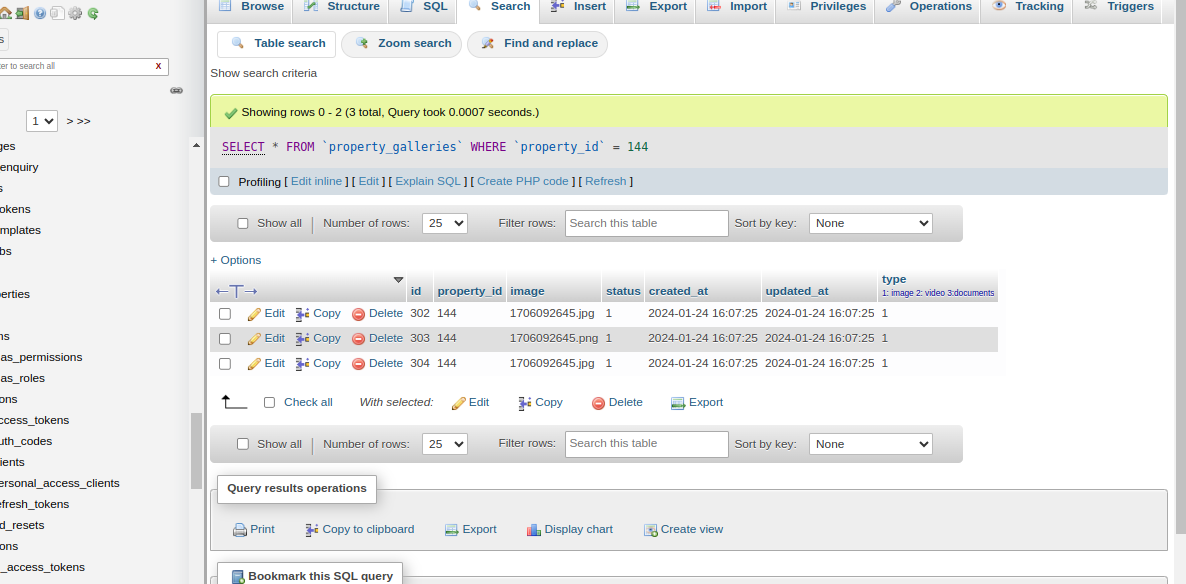 Browse Structure SQL Search Insert Export Import Privileges Operations Tracking Triggers
Table search Zoom search Find and replace
er to search all X
Show search criteria
1 > >>
Showing rows 0 - 2 (3 total, Query took 0.0007 seconds.)
SELECT * FROM `property_galleries` WHERE `property_id` = 144
Profiling [ Edit inline ] [ Edit ] [ Explain SQL ] [ Create PHP code ] [ Refresh ]
Show all Number of rows: 25 Filter rows: Search this table Sort by key: None
+ Options
←T→ id property_id image status created_at updated_at type
1: image 2: video 3:documents
Edit Copy Delete 302 144 1706092645.jpg 1 2024-01-24 16:07:25 2024-01-24 16:07:25 1
Edit Copy Delete 303 144 1706092645.png 1 2024-01-24 16:07:25 2024-01-24 16:07:25 1
Edit Copy Delete 304 144 1706092645.jpg 1 2024-01-24 16:07:25 2024-01-24 16:07:25 1
Check all With selected: Edit Copy Delete Export
Show all Number of rows: 25 Filter rows: Search this table Sort by key: None
Query results operations
Print Copy to clipboard Export Display chart Create view
Bookmark this SQL query
ges
enquiry
s
okens
mplates
bs
erties
ns
as_permissions
as_roles
ons
ccess_tokens
uth_codes
ients
ersonal_access_clients
efresh_tokens
d_resets
ons
_access_tokens